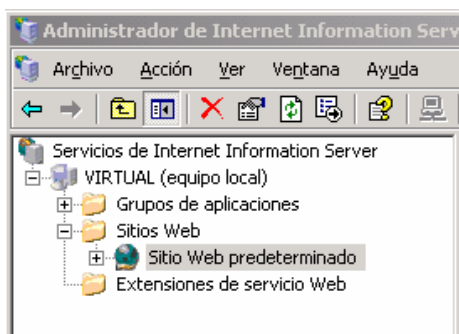 Administrador de Internet Information Serv
Archivo Acción Ver Ventana Ayuda
Servicios de Internet Information Server
VIRTUAL (equipo local)
Grupos de aplicaciones
Sitios Web
Sitio Web predeterminado
Extensiones de servicio Web